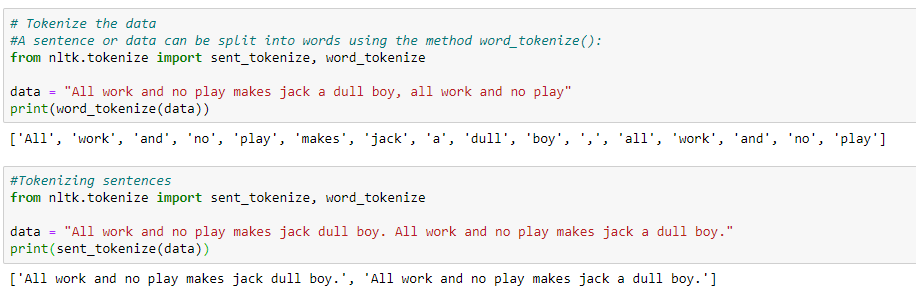 # Tokenize the data
#A sentence or data can be split into words using the method word_tokenize():
from nltk.tokenize import sent_tokenize, word_tokenize
data = "All work and no play makes jack a dull boy, all work and no play"
print(word_tokenize(data))
['All', 'work', 'and', 'no', 'play', 'makes', 'jack', 'a', 'dull', 'boy', ',', 'all', 'work', 'and', 'no', 'play']
#Tokenizing sentences
from nltk.tokenize import sent_tokenize, word_tokenize
data = "All work and no play makes jack dull boy. All work and no play makes jack a dull boy."
print(sent_tokenize(data))
['All work and no play makes jack dull boy.', 'All work and no play makes jack a dull boy.']